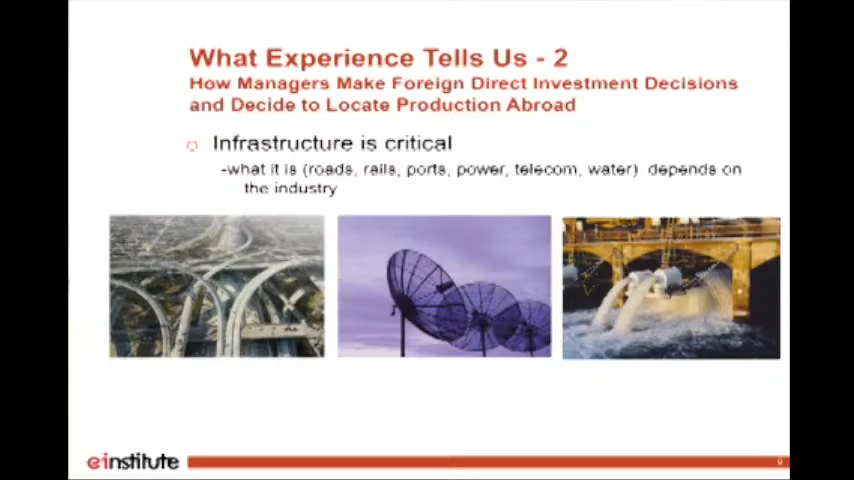 What Experience Tells Us - 2
How Managers Make Foreign Direct Investment Decisions
and Decide to Locate Production Abroad
Infrastructure is critical
-what it is (roads, rails, ports, power, telecom, water) depends on
the industry
einstitute